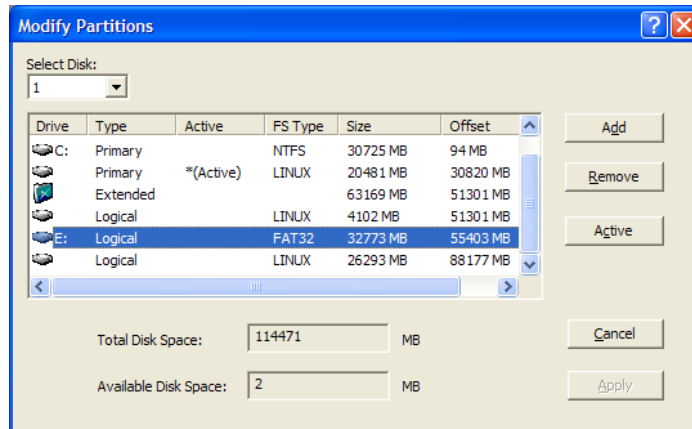 Modify Partitions
Select Disk:
1
Drive Type Active FS Type Size Offset
C: Primary NTFS 30725 MB 94 MB
Primary *(Active) LINUX 20481 MB 30820 MB
Extended 63169 MB 51301 MB
Logical LINUX 4102 MB 51301 MB
E: Logical FAT32 32773 MB 55403 MB
Logical LINUX 26293 MB 88177 MB
Add
Remove
Active
Total Disk Space: 114471 MB
Cancel
Available Disk Space: 2 MB
Apply